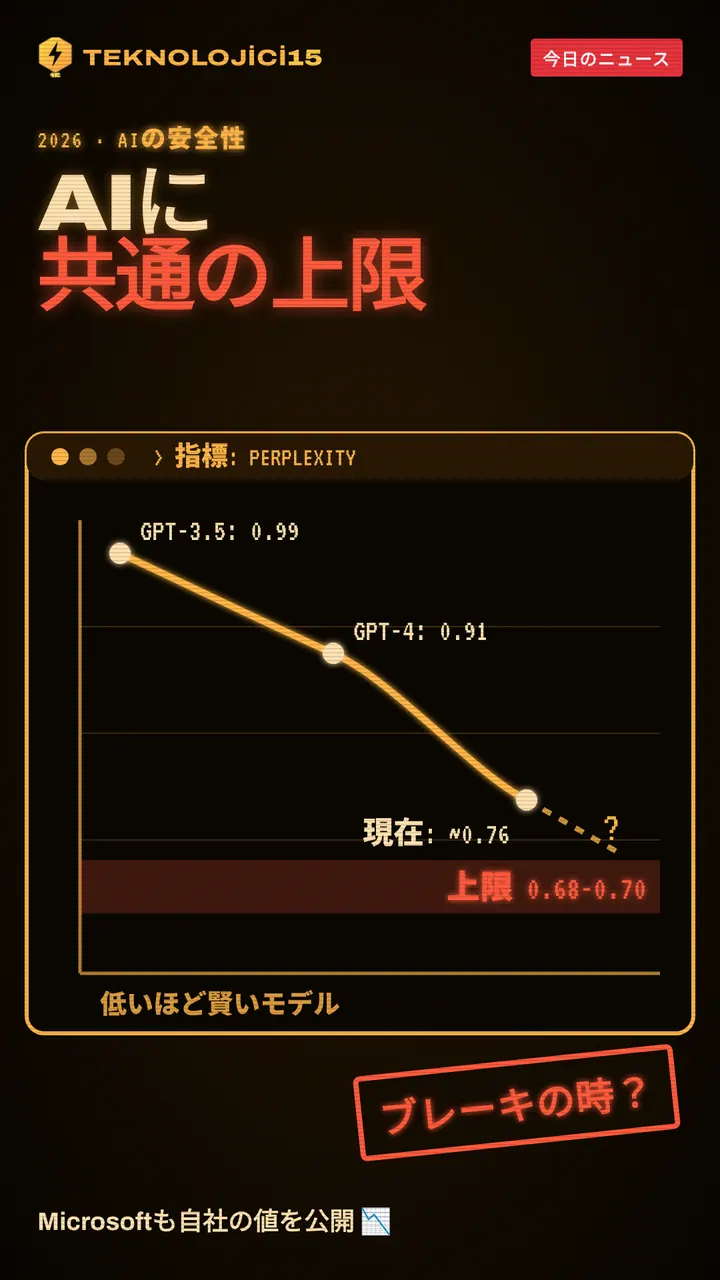 TEKNOLOJİCİ15
今日のニュース
2026 · AIの安全性
AIに
共通の上限
› 指標: PERPLEXITY
GPT-3.5: 0.99
GPT-4: 0.91
現在: ~0.76
?
上限 0.68-0.70
低いほど賢いモデル
ブレーキの時？
Microsoftも自社の値を公開 📉